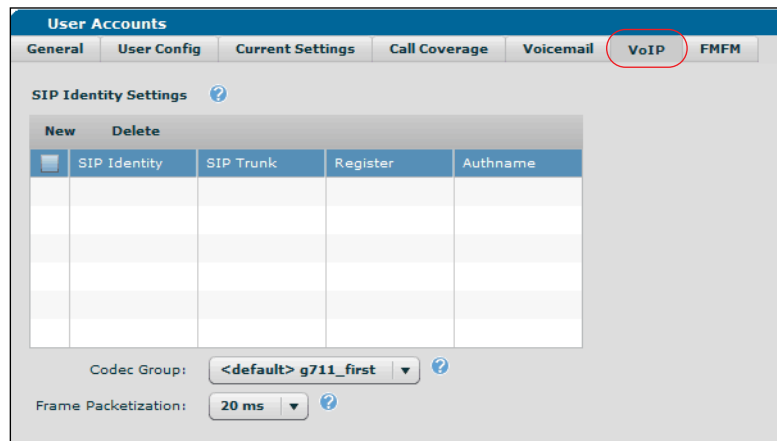 User Accounts
General User Config Current Settings Call Coverage Voicemail VoIP FMFM
SIP Identity Settings ?
New Delete
SIP Identity SIP Trunk Register Authname
Codec Group: <default> g711_first ?
Frame Packetization: 20 ms ?